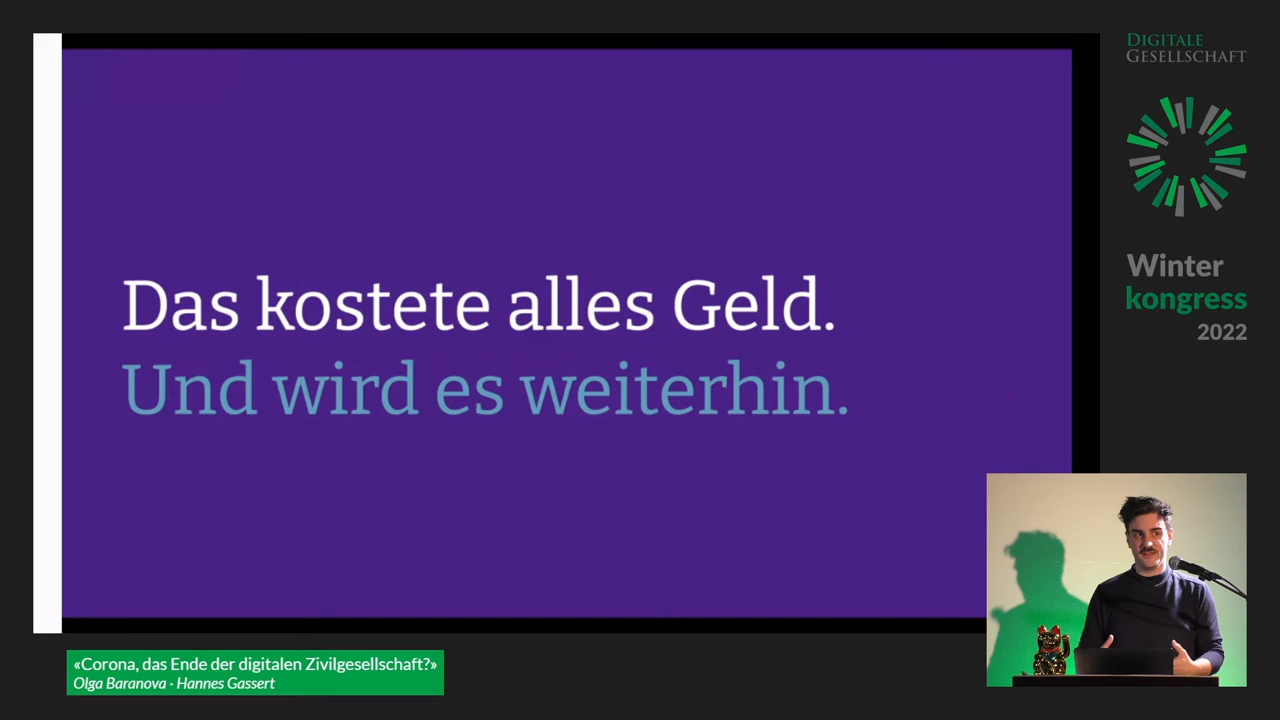 Das kostete alles Geld.
Und wird es weiterhin.
DIGITALE
GESELLSCHAFT
Winter
kongress
2022
«Corona, das Ende der digitalen Zivilgesellschaft?»
Olga Baranova · Hannes Gassert